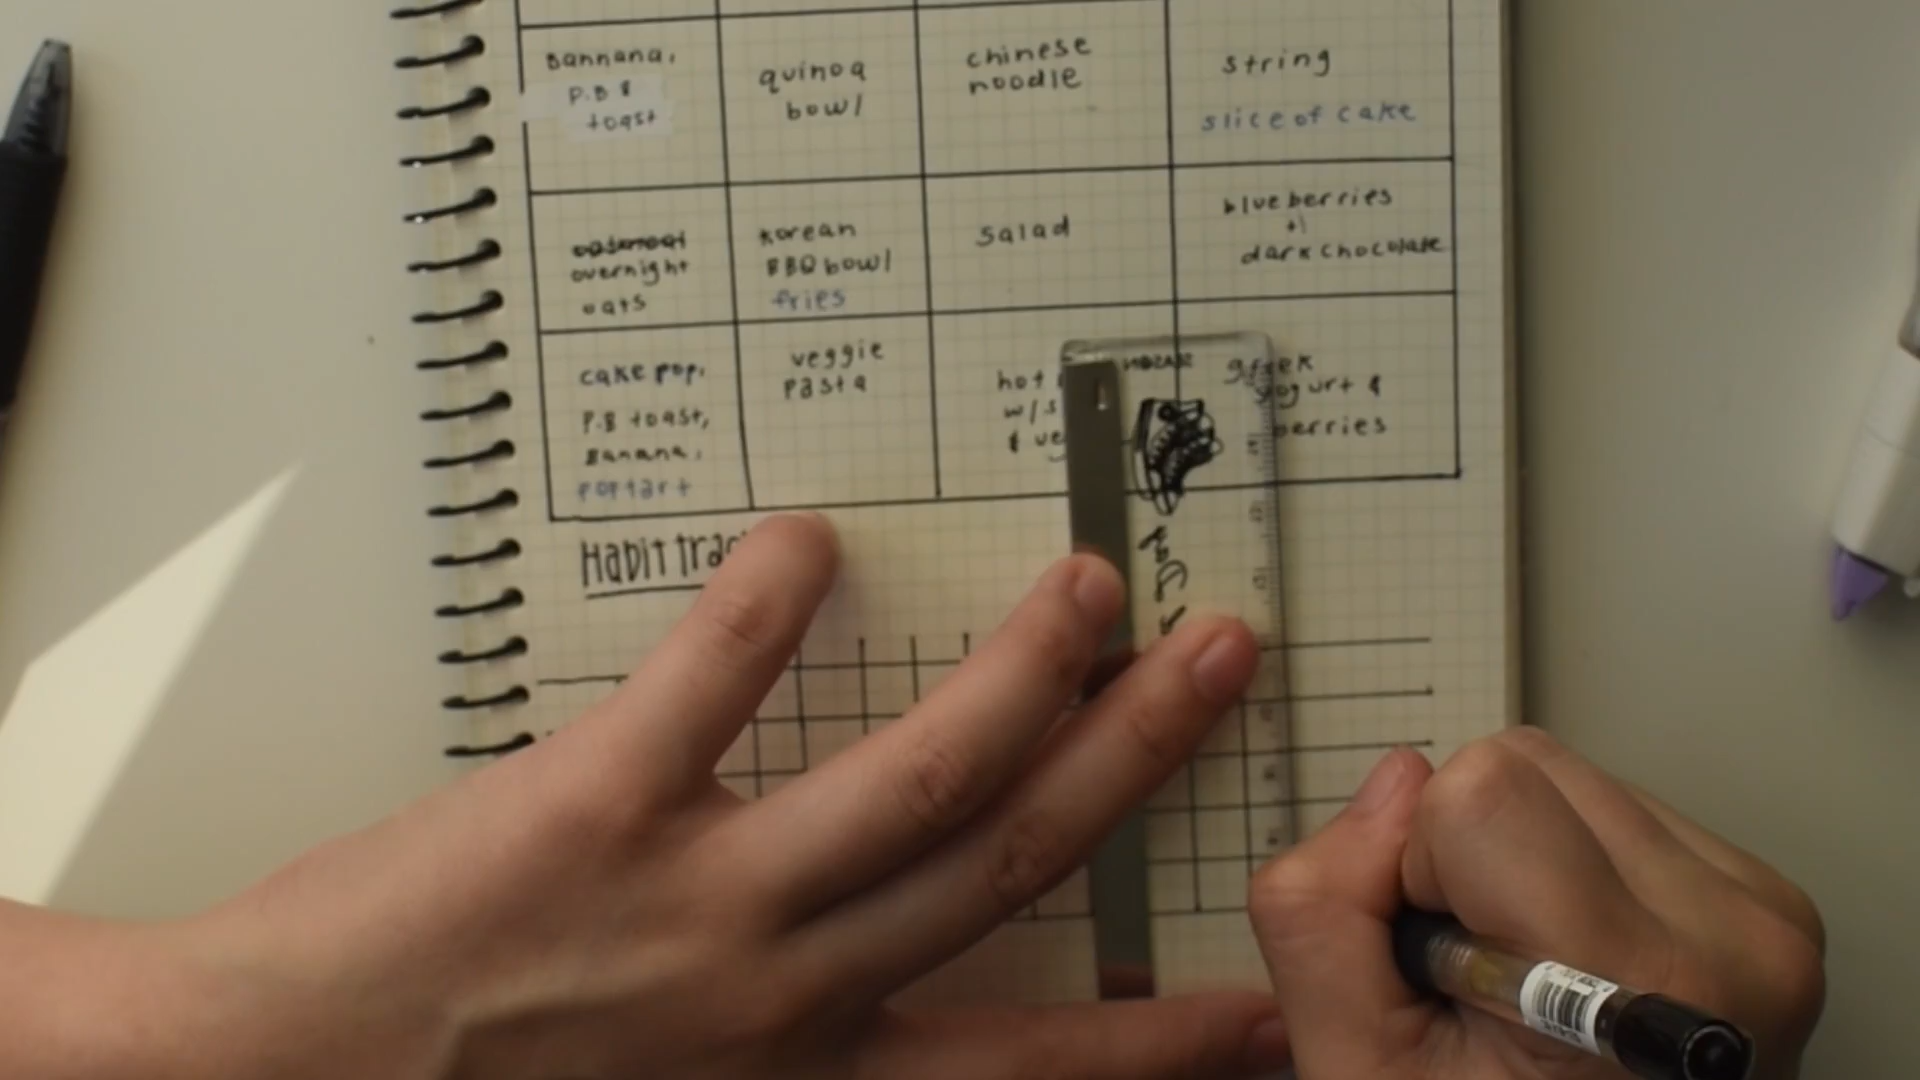 Bannana,
P.B &
toast
quinoa
bowl
chinese
noodle
string
slice of cake
overnight
oats
Korean
BBQ bowl
fries
salad
blueberries
+
dark chocolate
cake pop,
P.B toast,
Banana,
poptart
veggie
pasta
hot
w/s
& ve
greek
yogurt &
berries
Habit trac